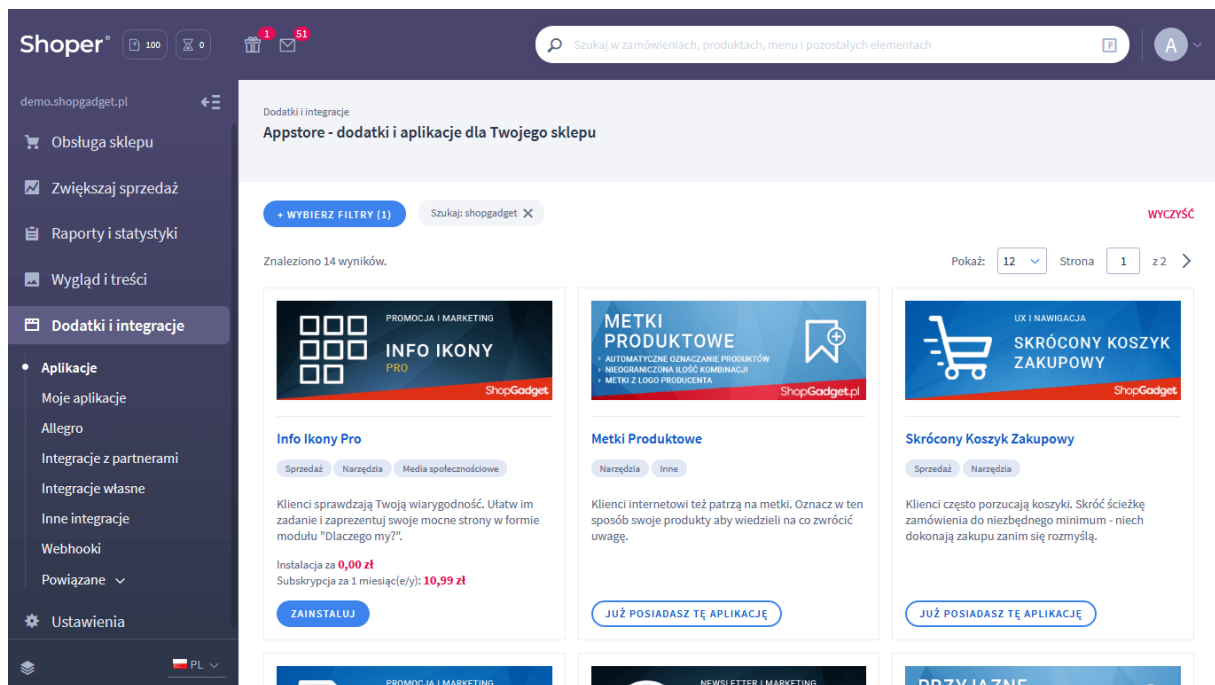 Shoper®
100
0
1
51
Szukaj w zamówieniach, produktach, menu i pozostałych elementach
F
A
demo.shopgadget.pl
Obsługa sklepu
Zwiększaj sprzedaż
Raporty i statystyki
Wygląd i treści
Dodatki i integracje
Aplikacje
Moje aplikacje
Allegro
Integracje z partnerami
Integracje własne
Inne integracje
Webhooki
Powiązane
Ustawienia
PL
Dodatki i integracje
Appstore - dodatki i aplikacje dla Twojego sklepu
+ WYBIERZ FILTRY (1)
Szukaj: shopgadget
WYCZYŚĆ
Znaleziono 14 wyników.
Pokaż: 12 Strona 1 z 2
PROMOCJA I MARKETING
INFO IKONY
PRO
ShopGadget
Info Ikony Pro
Sprzedaż Narzędzia Media społecznościowe
Klienci sprawdzają Twoją wiarygodność. Ułatw im
zadanie i zaprezentuj swoje mocne strony w formie
modułu "Dlaczego my?".
Instalacja za 0,00 zł
Subskrypcja za 1 miesiąc(e/y): 10,99 zł
ZAINSTALUJ
METKI
PRODUKTOWE
AUTOMATYCZNE OZNACZANIE PRODUKTÓW
NIEOGRANICZONA ILOŚĆ KOMBINACJI
METKI Z LOGO PRODUCENTA
ShopGadget.pl
Metki Produktowe
Narzędzia Inne
Klienci internetowi też patrzą na metki. Oznacz w ten
sposób swoje produkty aby wiedzieli na co zwrócić
uwagę.
JUŻ POSIADASZ TĘ APLIKACJĘ
UX I NAWIGACJA
SKRÓCONY KOSZYK
ZAKUPOWY
ShopGadget
Skrócony Koszyk Zakupowy
Sprzedaż Narzędzia
Klienci często porzucają koszyki. Skróć ścieżkę
zamówienia do niezbędnego minimum - niech
dokonają zakupu zanim się rozmyślą.
JUŻ POSIADASZ TĘ APLIKACJĘ
PROMOCJA I MARKETING
NEWSLETTER I MARKETING
PRZYJAZNE